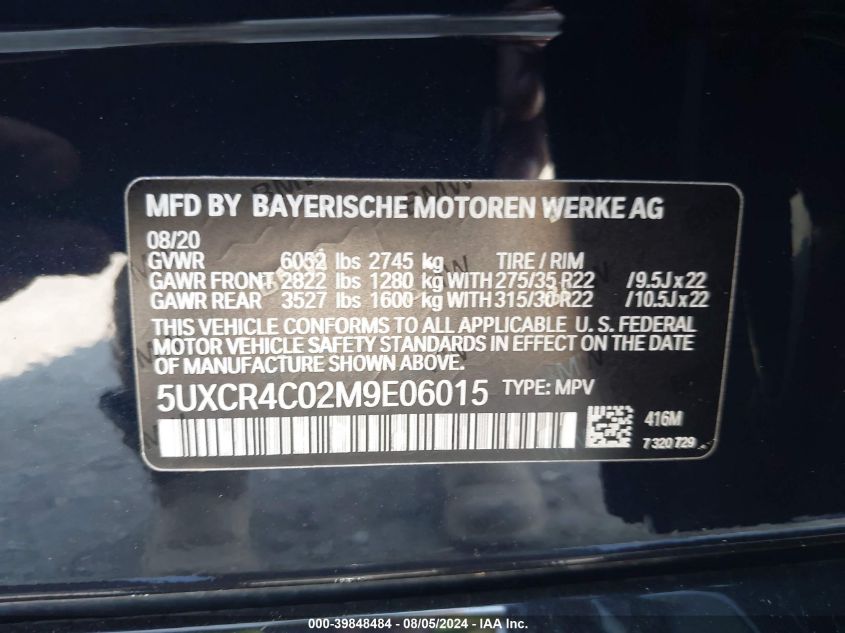 MFD BY BAYERISCHE MOTOREN WERKE AG
08/20
GVWR 6052 lbs 2745 kg TIRE / RIM
GAWR FRONT 2822 lbs 1280 kg WITH 275/35 R22 /9.5Jx22
GAWR REAR 3527 lbs 1600 kg WITH 315/30 R22 /10.5Jx22
THIS VEHICLE CONFORMS TO ALL APPLICABLE U. S. FEDERAL
MOTOR VEHICLE SAFETY STANDARDS IN EFFECT ON THE DATE
OF MANUFACTURE SHOWN ABOVE.
5UXCR4C02M9E06015 TYPE: MPV
416M
7 320 729
000-39848484 - 08/05/2024 - IAA Inc.